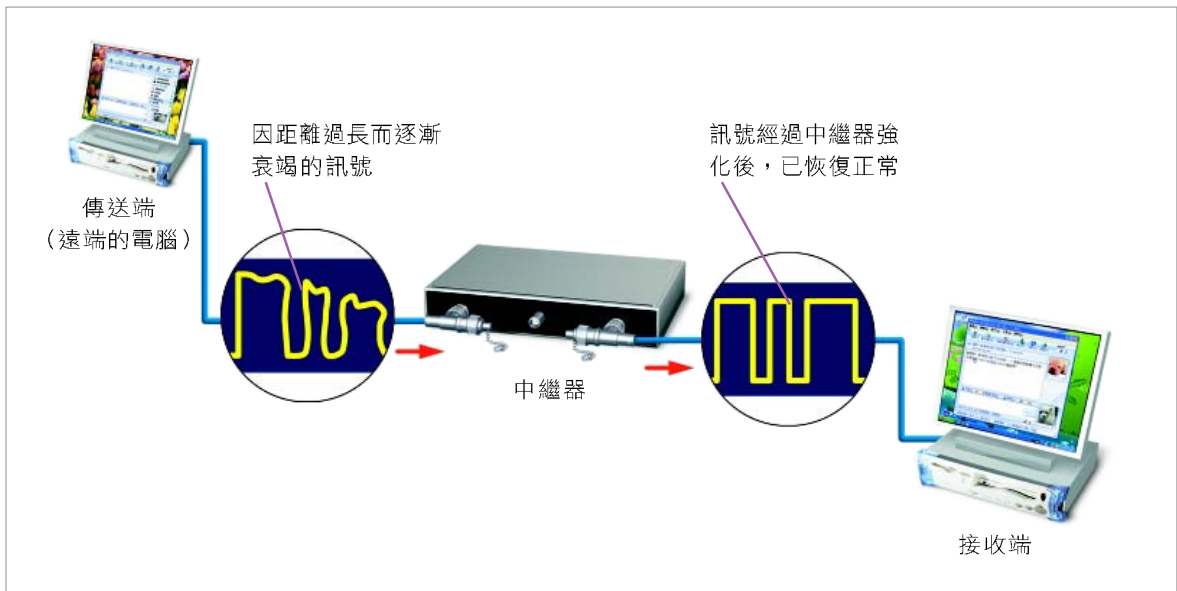 因距離過長而逐漸
衰竭的訊號
訊號經過中繼器強
化後，已恢復正常
傳送端
（遠端的電腦）
中繼器
接收端